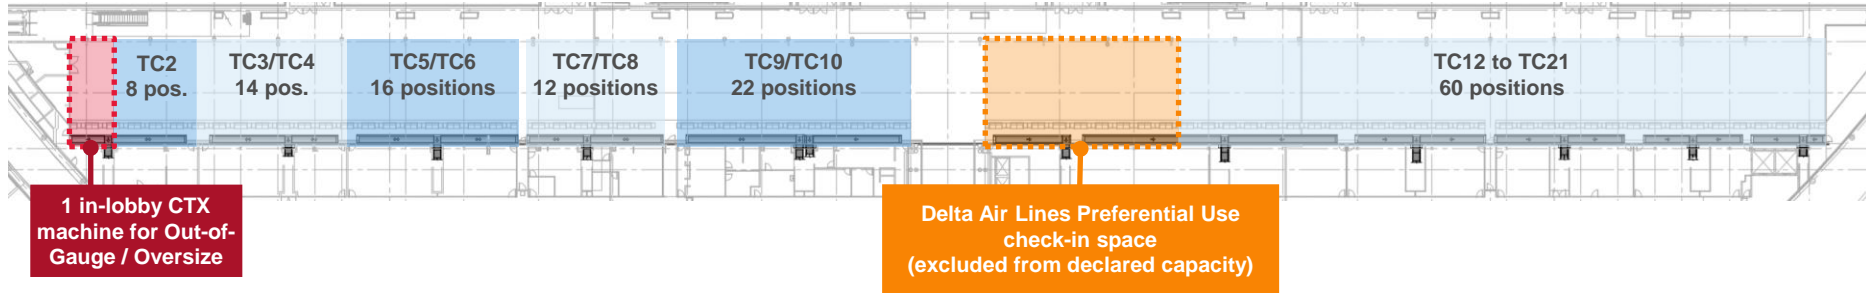 TC2
8 pos.
TC3/TC4
14 pos.
TC5/TC6
16 positions
TC7/TC8
12 positions
TC9/TC10
22 positions
TC12 to TC21
60 positions
1 in-lobby CTX
machine for Out-of-
Gauge / Oversize
Delta Air Lines Preferential Use
check-in space
(excluded from declared capacity)